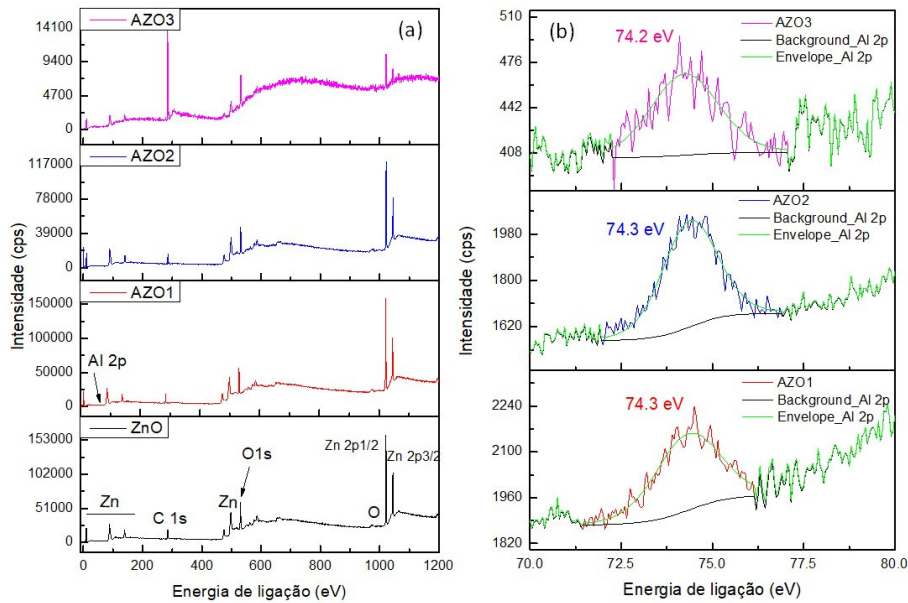 (a)
AZO3
14100
9400
4700
0
AZO2
117000
78000
39000
0
AZO1
150000
100000
50000
0
Al 2p
ZnO
153000
102000
51000
0
Zn
C 1s
Zn
O1s
Zn 2p1/2
Zn 2p3/2
O
0 200 400 600 800 1000 1200
Intensidade (cps)
Energia de ligação (eV)
(b)
510
476
442
408
74.2 eV
AZO3
Background_Al 2p
Envelope_Al 2p
1980
1800
1620
74.3 eV
AZO2
Background_Al 2p
Envelope_Al 2p
2240
2100
1960
1820
74.3 eV
AZO1
Background_Al 2p
Envelope_Al 2p
70.0 72.5 75.0 77.5 80.0
Intensidade (cps)
Energia de ligação (eV)